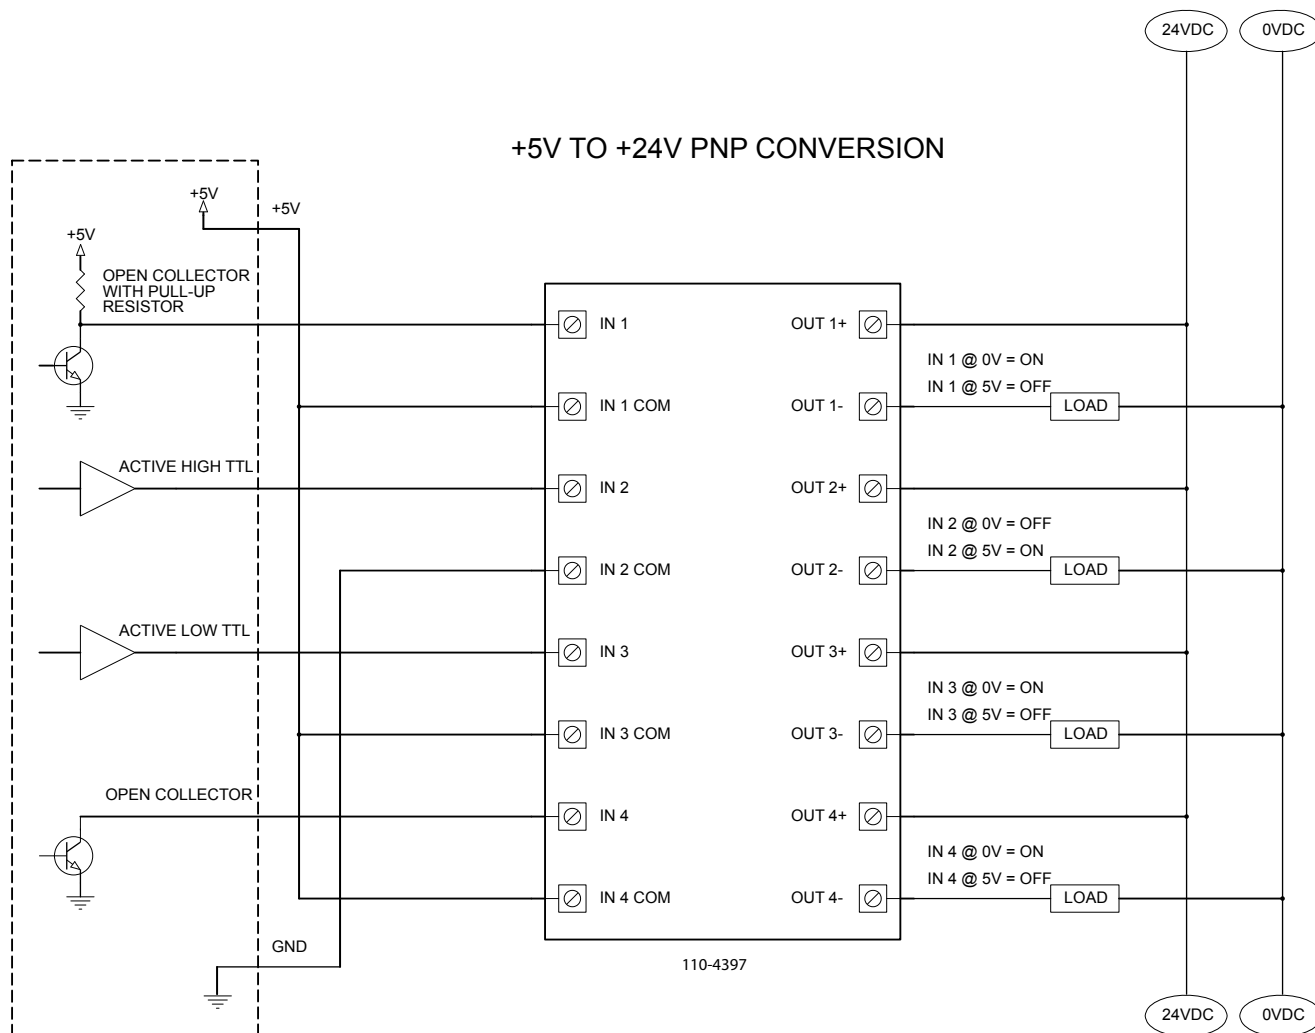 24VDC
0VDC
+5V TO +24V PNP CONVERSION
+5V
+5V
+5V
OPEN COLLECTOR
WITH PULL-UP
RESISTOR
IN 1
OUT 1+
IN 1 @ 0V = ON
IN 1 @ 5V = OFF
IN 1 COM
OUT 1-
LOAD
ACTIVE HIGH TTL
IN 2
OUT 2+
IN 2 @ 0V = OFF
IN 2 @ 5V = ON
IN 2 COM
OUT 2-
LOAD
ACTIVE LOW TTL
IN 3
OUT 3+
IN 3 @ 0V = ON
IN 3 @ 5V = OFF
IN 3 COM
OUT 3-
LOAD
OPEN COLLECTOR
IN 4
OUT 4+
IN 4 @ 0V = ON
IN 4 @ 5V = OFF
IN 4 COM
OUT 4-
LOAD
GND
110-4397
24VDC
0VDC